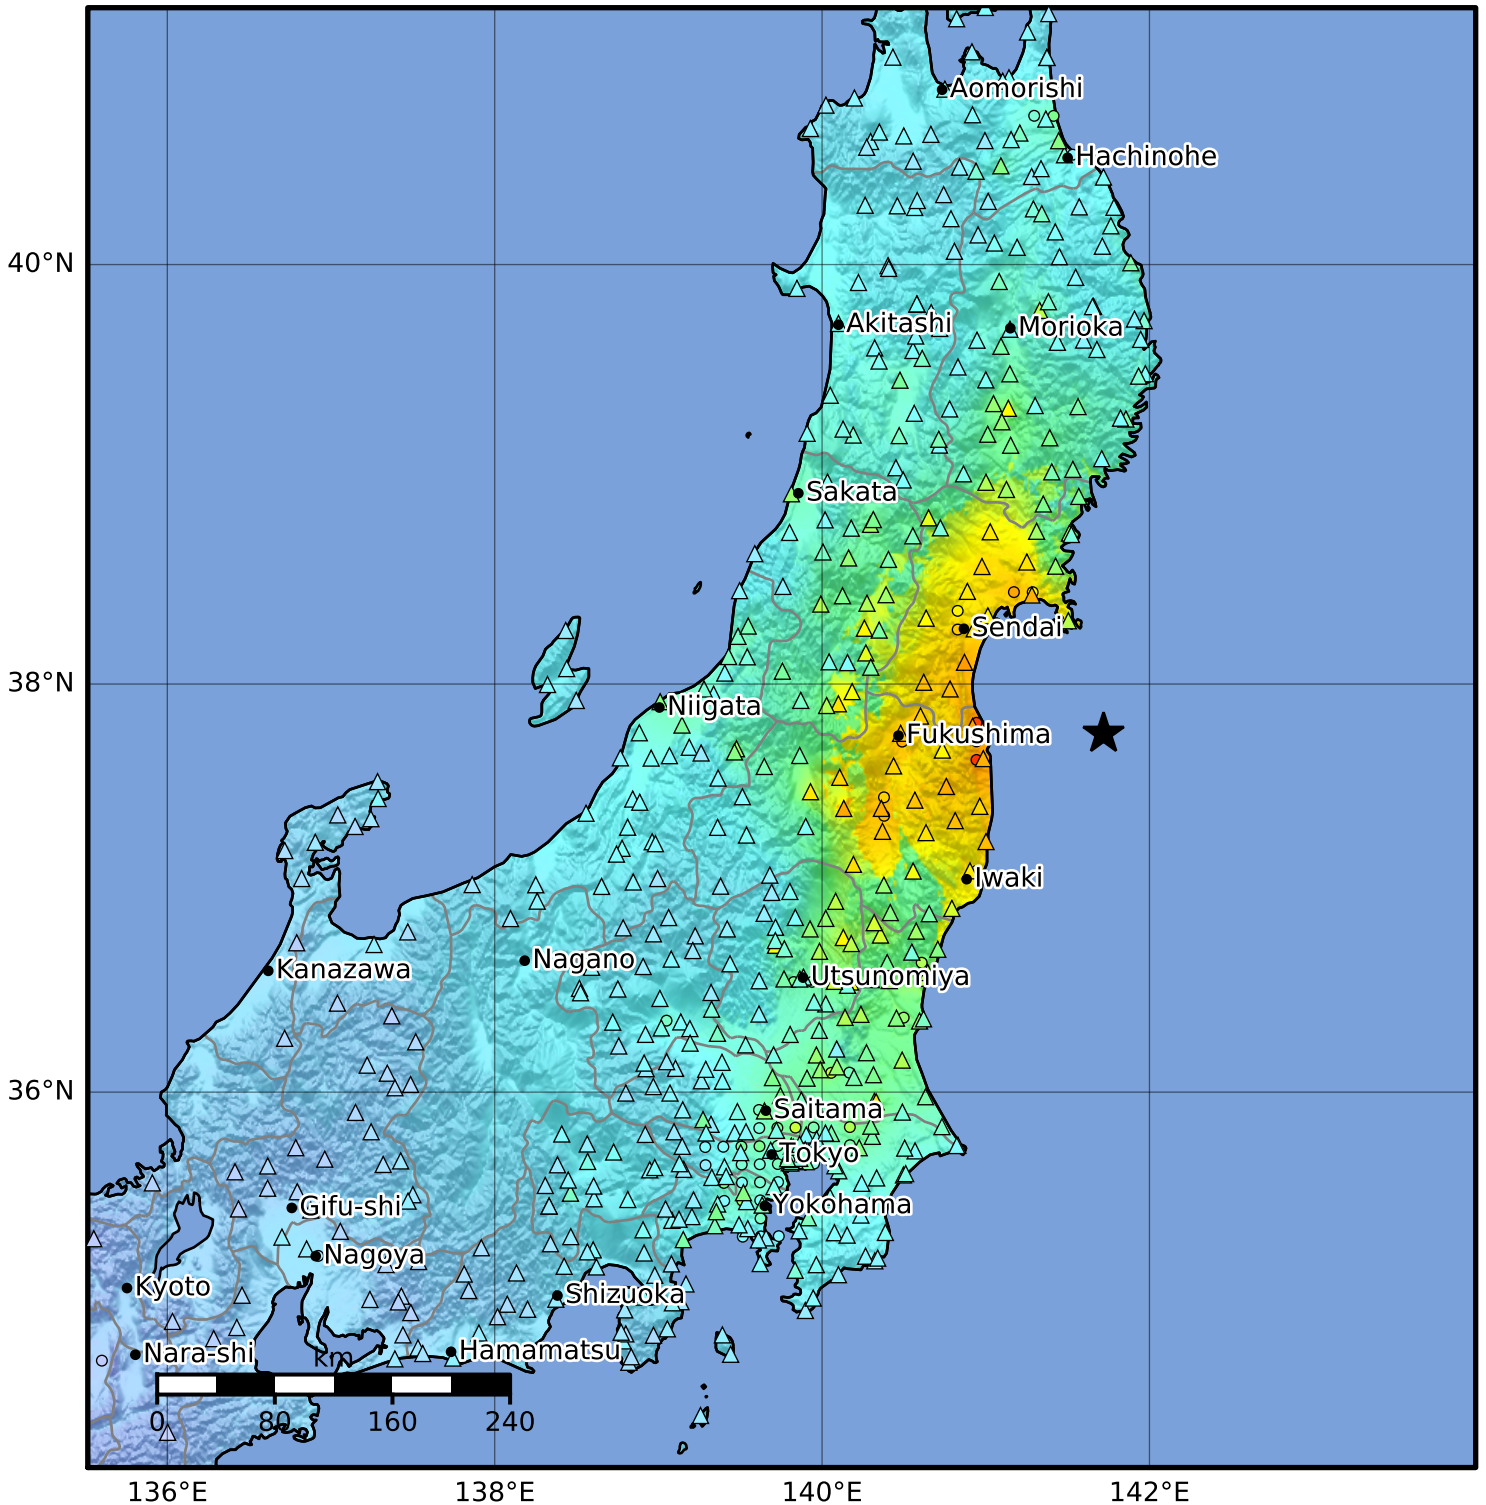 Aomorishi
Hachinohe
40°N
Akitashi
Morioka
Sakata
Sendai
38°N
Niigata
Fukushima
Iwaki
Nagano
Kanazawa
Utsunomiya
36°N
Saitama
Tokyo
Gifu-shi
Yokohama
Nagoya
Kyoto
Shizuoka
Nara-shi
Hamamatsu
km
0 80 160 240
136°E 138°E 140°E 142°E